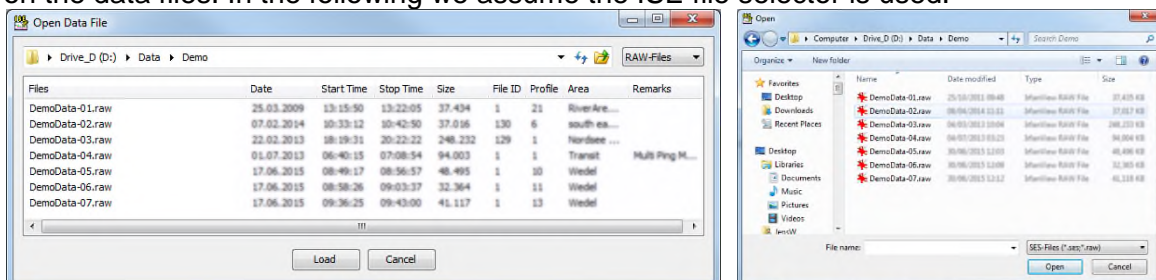 on the data files. In the following we assume the ISE file selector is used.
Open Data File
Drive_D (D:) Data Demo RAW-Files
Files Date Start Time Stop Time Size File ID Profile Area Remarks
DemoData-01.raw 25.03.2009 13:15:50 13:22:05 37.434 1 21 RiverAre....
DemoData-02.raw 07.02.2014 10:33:12 10:42:50 37.016 130 6 south ea....
DemoData-03.raw 22.02.2013 18:19:31 20:22:22 248.232 129 1 Nordsee ....
DemoData-04.raw 01.07.2013 06:40:15 07:08:54 94.003 1 1 Transit Multi Ping M....
DemoData-05.raw 17.06.2015 08:49:17 08:56:57 48.495 1 10 Wedel
DemoData-06.raw 17.06.2015 08:58:26 09:03:37 32.364 1 11 Wedel
DemoData-07.raw 17.06.2015 09:36:25 09:43:00 41.117 1 13 Wedel
Load Cancel
Open
Computer Drive_D (D:) Data Demo Search Demo
Organize New folder
Name Date modified Type Size
Favorites
Desktop
Downloads
Recent Places
Desktop
Libraries
Documents
Music
Pictures
Videos
JensW
DemoData-01.raw
DemoData-02.raw
DemoData-03.raw
DemoData-04.raw
DemoData-05.raw
DemoData-06.raw
DemoData-07.raw
File name: SES-Files (*.ses;*.raw)
Open Cancel